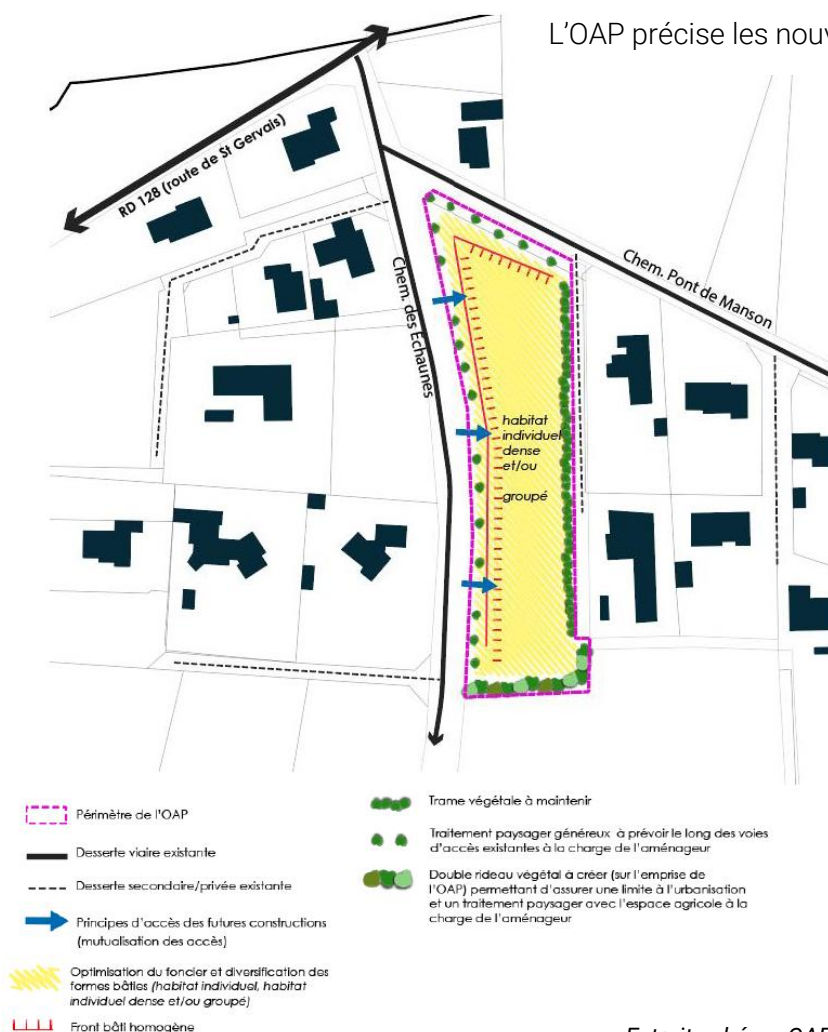 L'OAP précise les nouv
RD 128 (route de St Gervais)
Chem. des Echaunes
Chem. Pont de Manson
habitat
individuel
dense
et/ou
groupé
Périmètre de l'OAP
Desserte viaire existante
Desserte secondaire/privée existante
Principes d'accès des futures constructions
(mutualisation des accès)
Optimisation du foncier et diversification des
formes bâties (habitat individuel, habitat
individuel dense et/ou groupé)
Front bâti homogène
Trame végétale à maintenir
Traitement paysager généreux à prévoir le long des voies
d'accès existantes à la charge de l'aménageur
Double rideau végétal à créer (sur l'emprise de
l'OAP) permettant d'assurer une limite à l'urbanisation
et un traitement paysager avec l'espace agricole à la
charge de l'aménageur